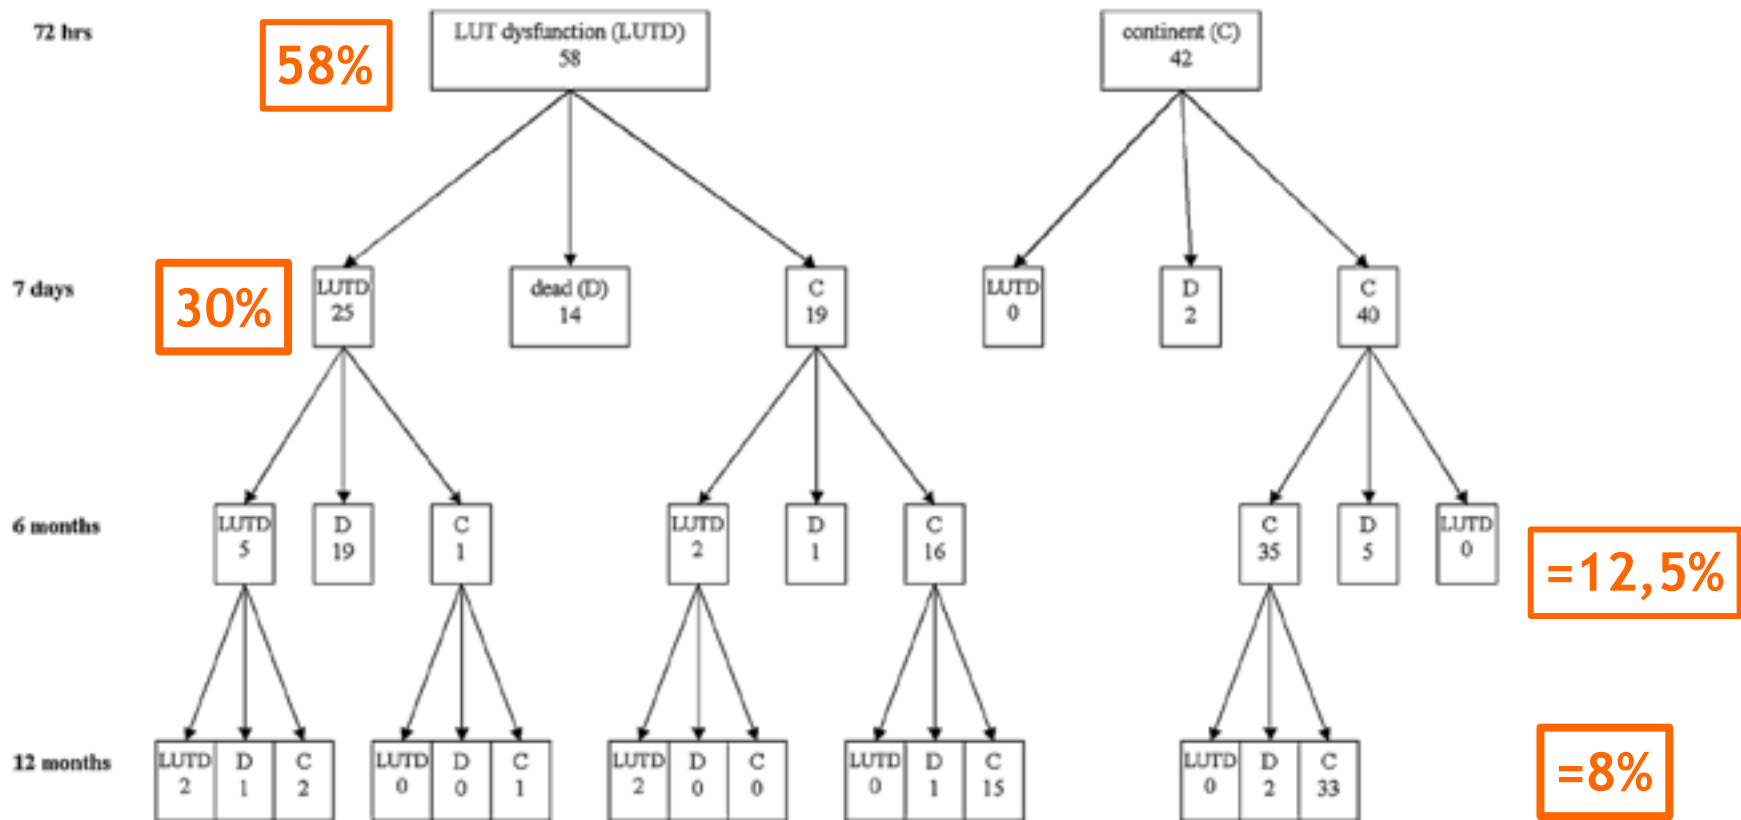 72 hrs
58%
LUT dysfunction (LUTD)
58
continent (C)
42
7 days
30%
LUTD
25
dead (D)
14
C
19
LUTD
0
D
2
C
40
6 months
LUTD
5
D
19
C
1
LUTD
2
D
1
C
16
C
35
D
5
LUTD
0
=12,5%
12 months
LUTD
2
D
1
C
2
LUTD
0
D
0
C
1
LUTD
2
D
0
C
0
LUTD
0
D
1
C
15
LUTD
0
D
2
C
33
=8%